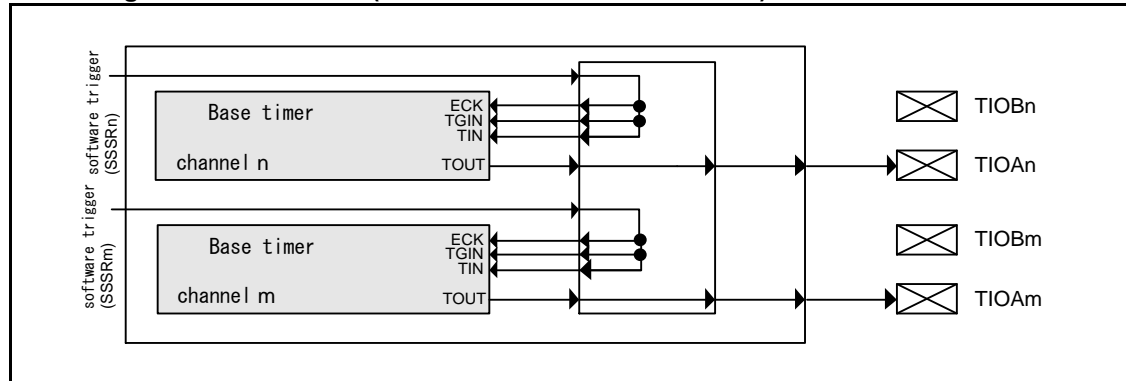 software trigger
(SSSRn)
Base timer
channel n
ECK
TGIN
TIN
TOUT
TIOBn
TIOAn
software trigger
(SSSRm)
Base timer
channel m
ECK
TGIN
TIN
TOUT
TIOBm
TIOAm